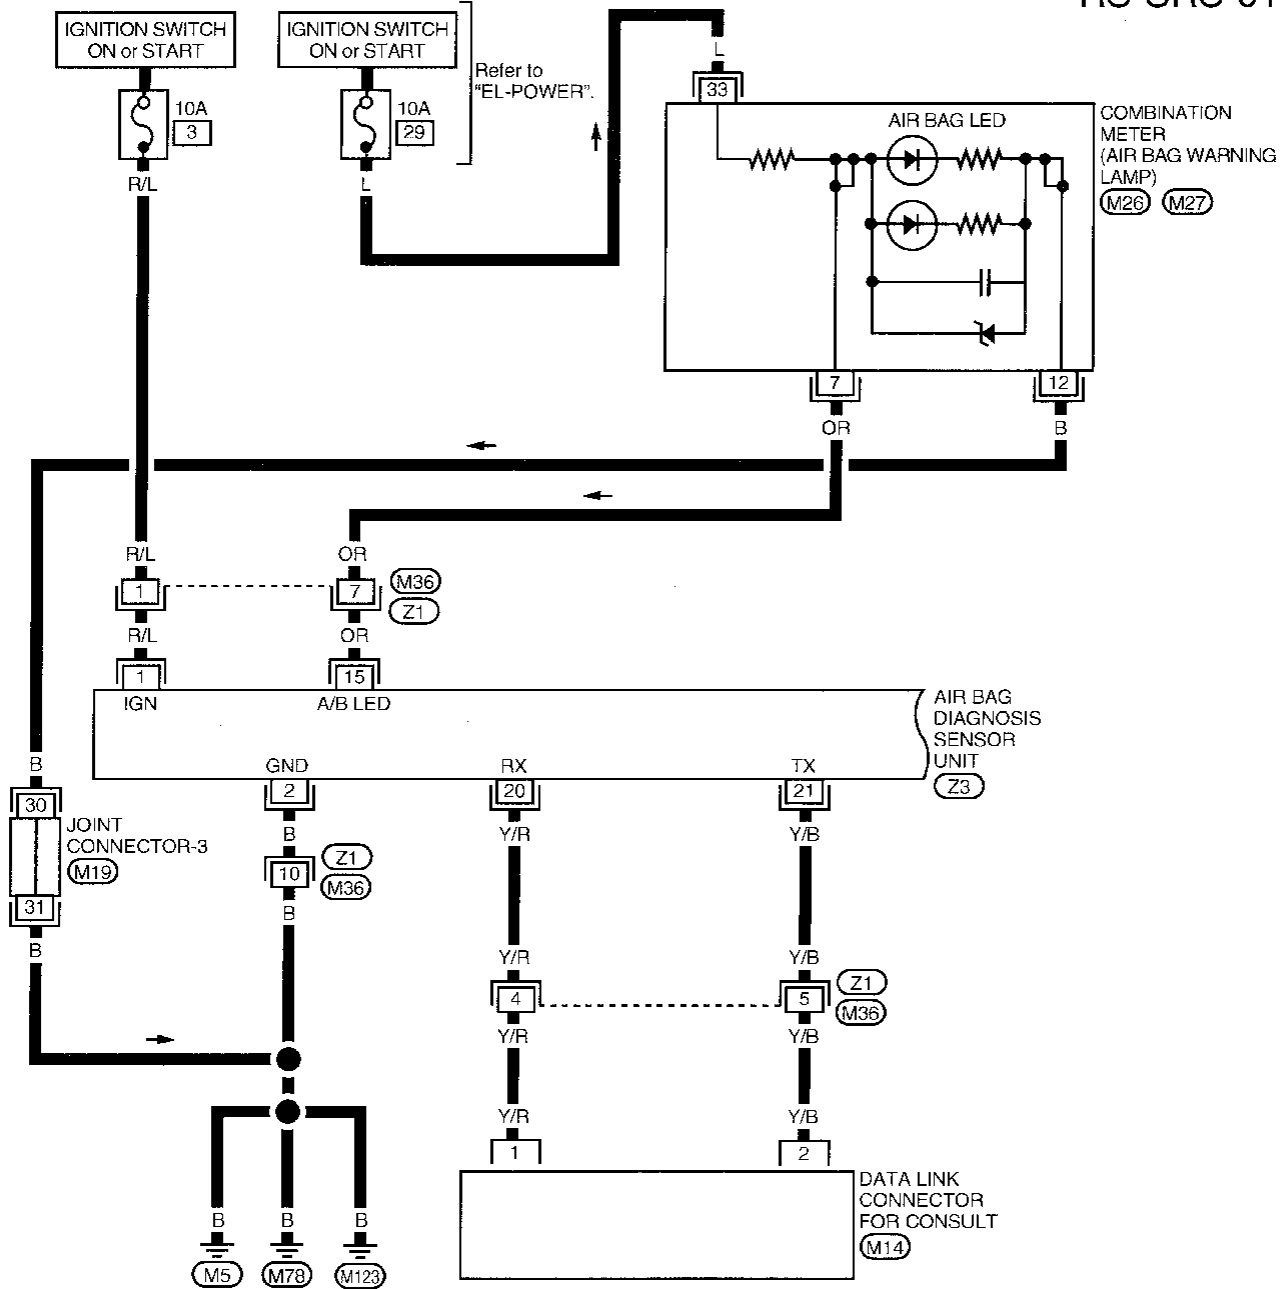 IGNITION SWITCH
ON or START
IGNITION SWITCH
ON or START
Refer to
"EL-POWER".
10A
3
10A
29
R/L
L
L
33
AIR BAG LED
COMBINATION
METER
(AIR BAG WARNING
LAMP)
M26 M27
7
12
OR
B
R/L
OR
1
7
M36
Z1
R/L
OR
1
15
IGN
A/B LED
AIR BAG
DIAGNOSIS
SENSOR
UNIT
Z3
GND
RX
TX
2
20
21
B
30
JOINT
CONNECTOR-3
M19
31
B
B
Y/R
Y/B
10
Z1
M36
B
Y/R
Y/B
4
5
Z1
M36
Y/R
Y/B
Y/R
Y/B
1
2
DATA LINK
CONNECTOR
FOR CONSULT
M14
B
B
B
M5
M78
M123